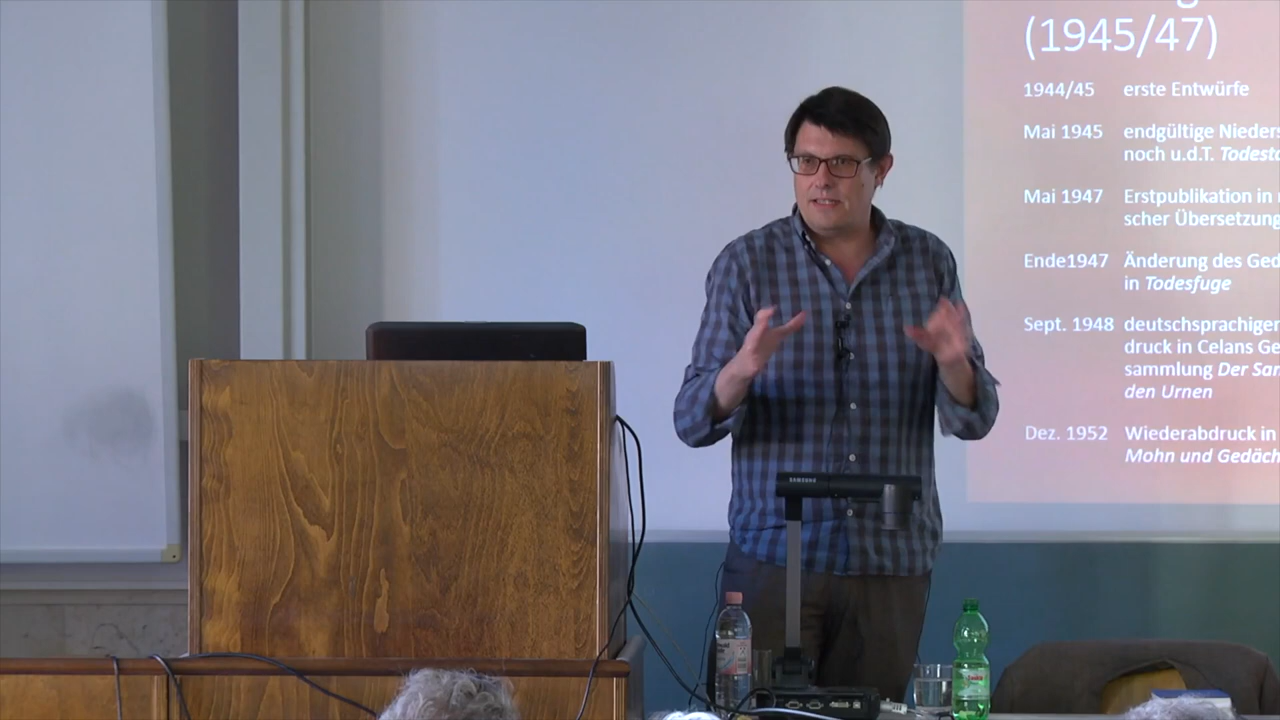 (1945/47)
1944/45 erste Entwürfe
Mai 1945 endgültige Nieders
noch u.d.T. Todest
Mai 1947 Erstpublikation in
scher Übersetzung
Ende1947 Änderung des Ged
in Todesfuge
Sept. 1948 deutschsprachiger
druck in Celans Ge
sammlung Der San
den Urnen
Dez. 1952 Wiederabdruck in
Mohn und Gedäch
SAMSUNG